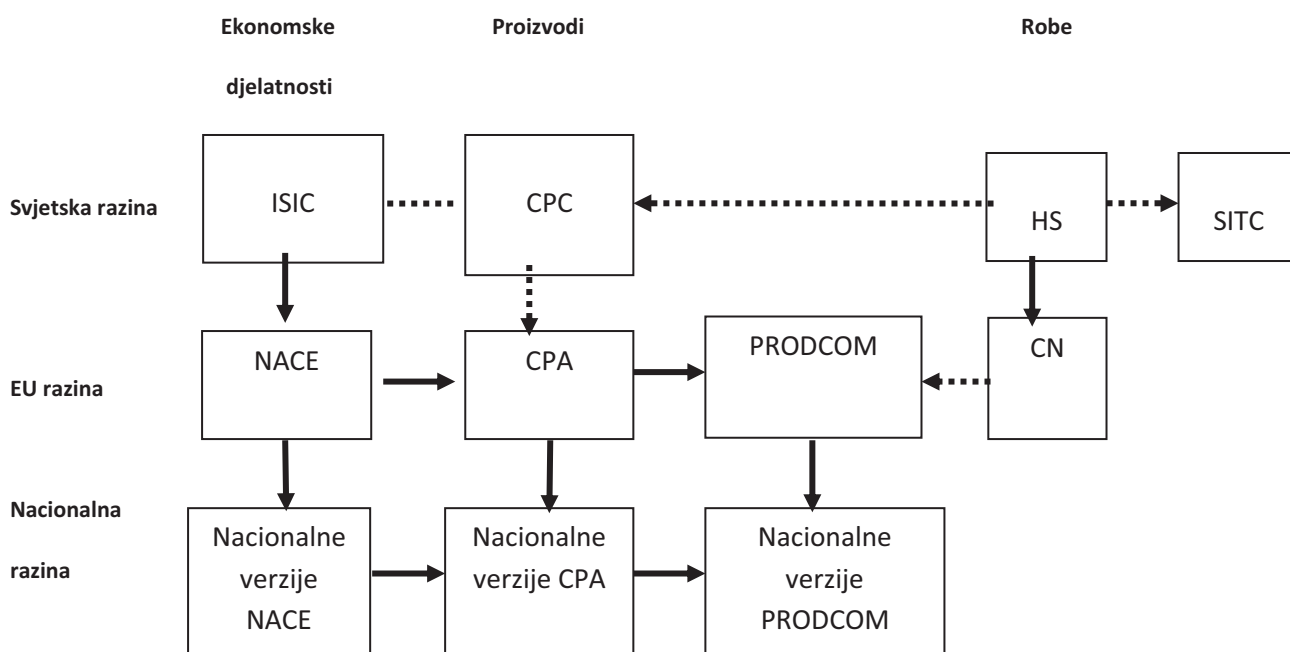 Ekonomske
djelatnosti
Proizvodi
Robe
Svjetska razina
ISIC
CPC
HS
SITC
EU razina
NACE
CPA
PRODCOM
CN
Nacionalna
razina
Nacionalne
verzije
NACE
Nacionalne
verzije CPA
Nacionalne
verzije
PRODCOM